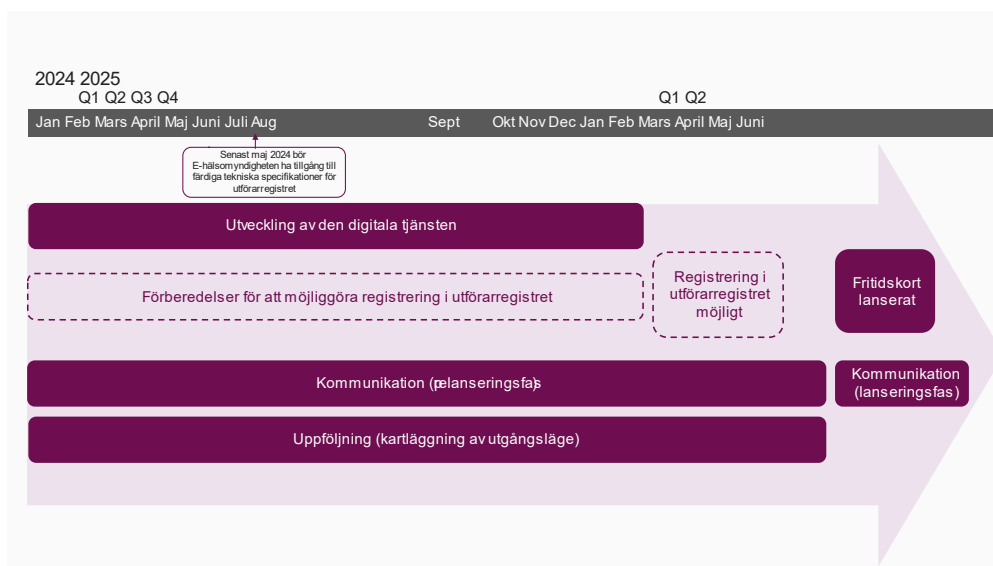 2024 2025
Q1 Q2 Q3 Q4 Q1 Q2
Jan Feb Mars April Maj Juni Juli Aug Sept Okt Nov Dec Jan Feb Mars April Maj Juni
Senast maj 2024 bör
E-hälsomyndigheten ha tillgång till
färdiga tekniska specifikationer för
utförarregistret
Utveckling av den digitala tjänsten
Förberedelser för att möjliggöra registrering i utförarregistret
Registrering i
utförarregistret
möjligt
Fritidskort
lanserat
Kommunikation (prelanseringsfas)
Kommunikation
(lanseringsfas)
Uppföljning (kartläggning av utgångsläge)